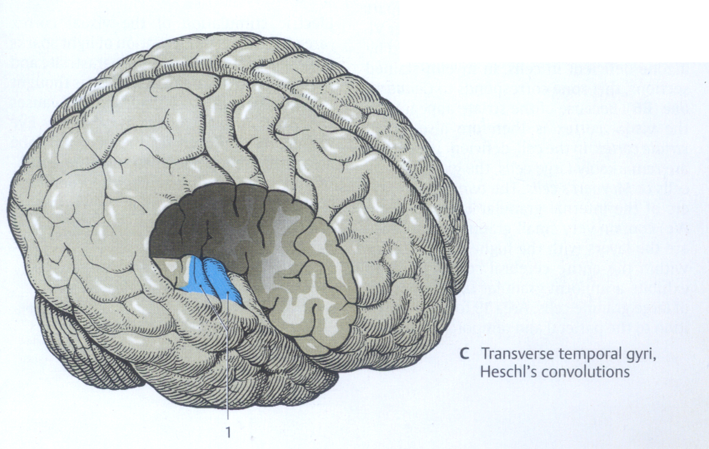 C Transverse temporal gyri,
Heschl's convolutions
1